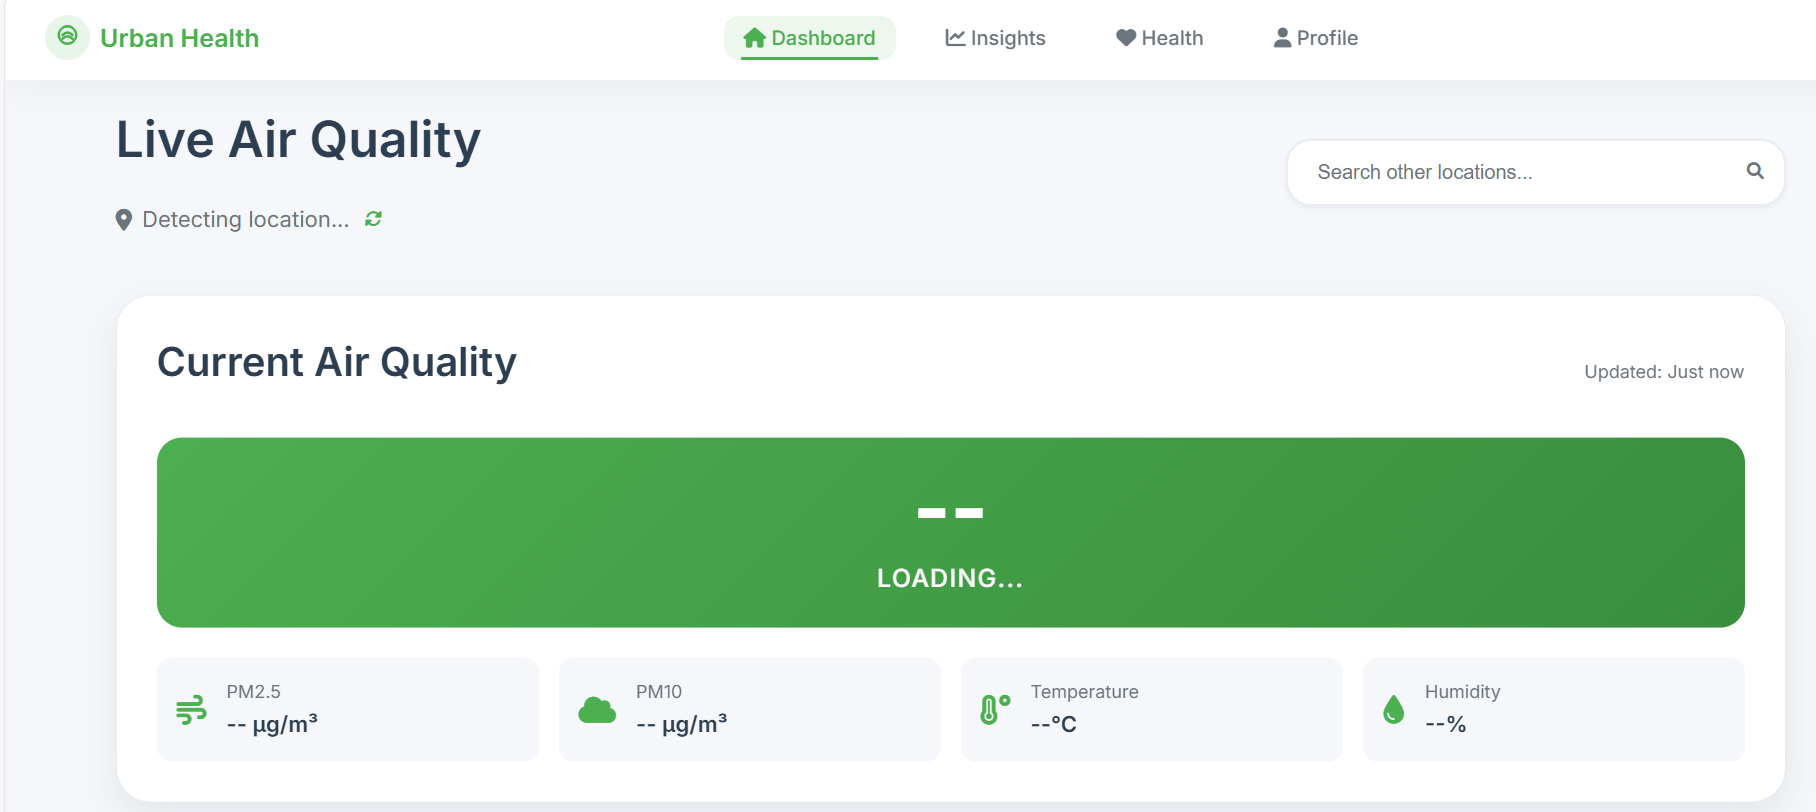 Urban Health
Dashboard
Insights
Health
Profile
Live Air Quality
Search other locations...
Detecting location...
Current Air Quality
Updated: Just now
--
LOADING...
PM2.5
-- µg/m³
PM10
-- µg/m³
Temperature
--°C
Humidity
--%